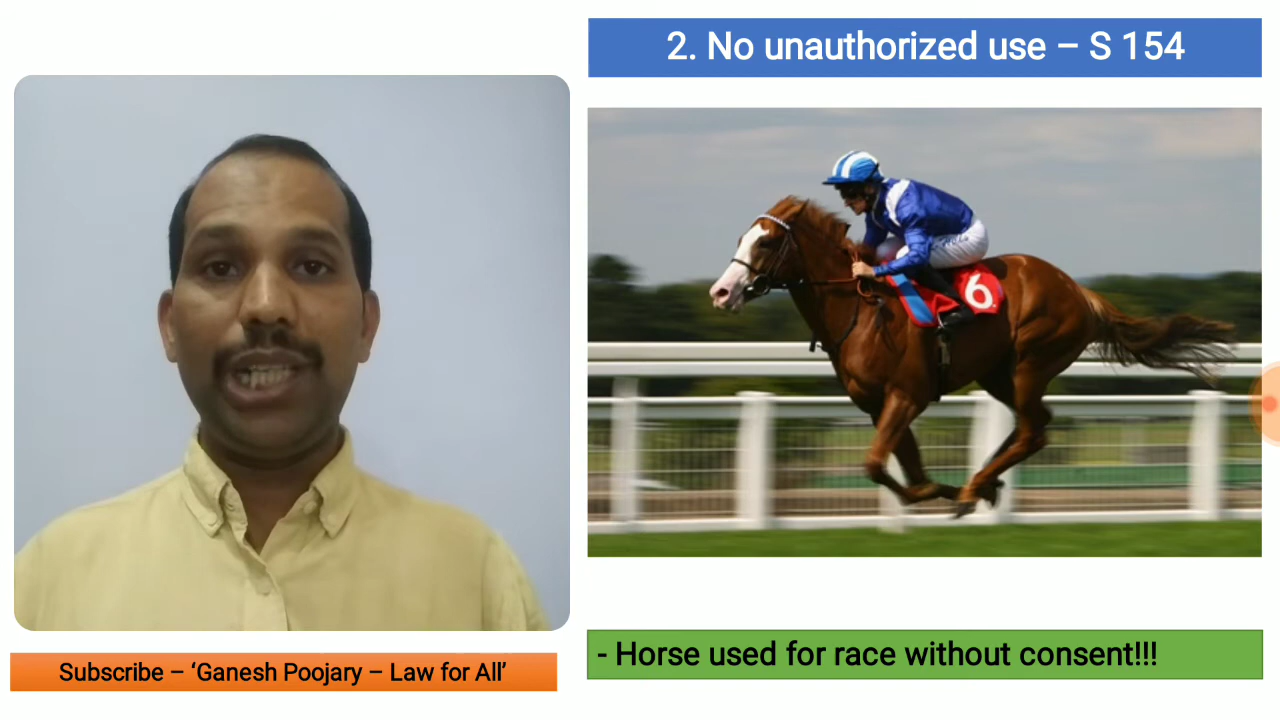 2. No unauthorized use – S 154
6
- Horse used for race without consent!!!
Subscribe – ‘Ganesh Poojary – Law for All’